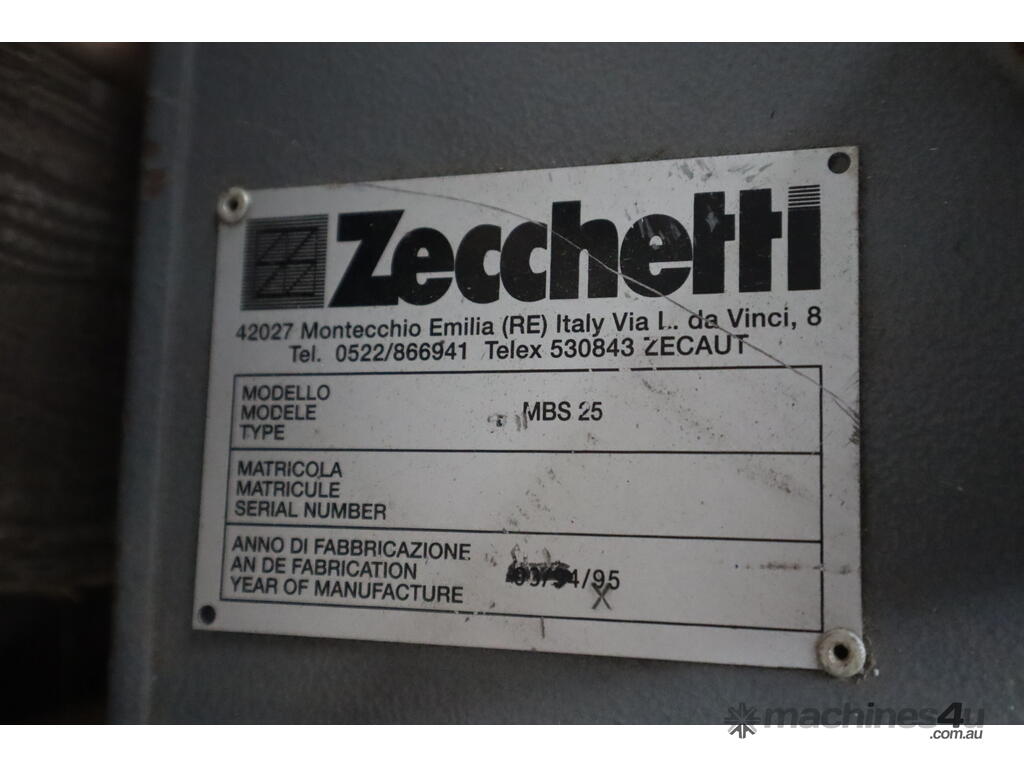 Zecchetti
42027 Montecchio Emilia (RE) Italy Via L. da Vinci, 8
Tel. 0522/866941 Telex 530843 ZECAUT
MODELLO
MODELE
TYPE
MBS 25
MATRICOLA
MATRICULE
SERIAL NUMBER
ANNO DI FABBRICAZIONE
AN DE FABRICATION
YEAR OF MANUFACTURE
/95
X
machines4u
.com.au